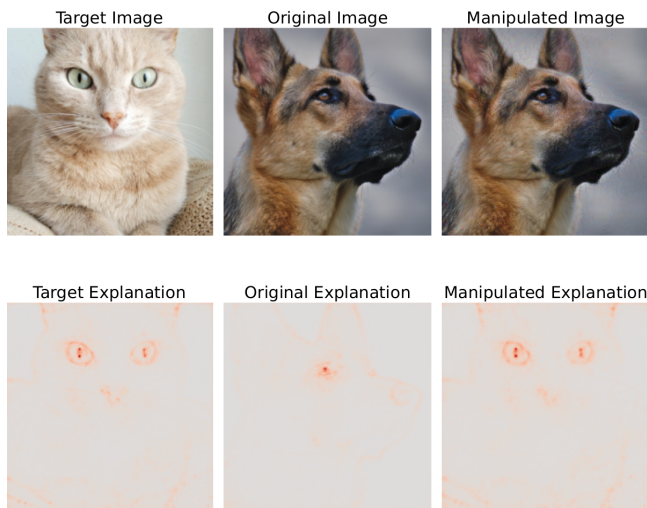 Target Image
Original Image
Manipulated Image
Target Explanation
Original Explanation
Manipulated Explanation